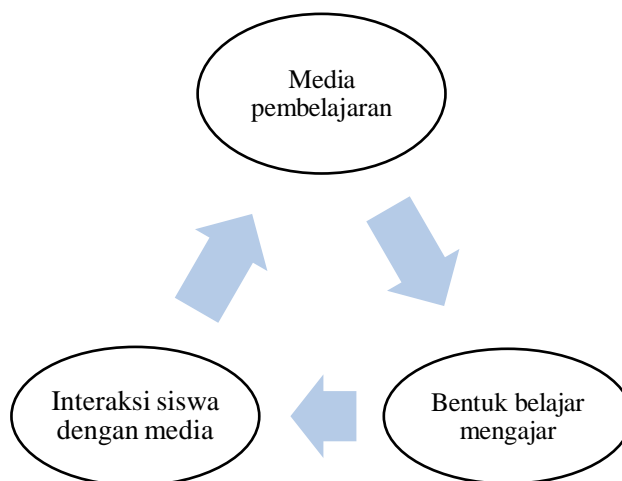 Media
pembelajaran
Interaksi siswa
dengan media
Bentuk belajar
mengajar